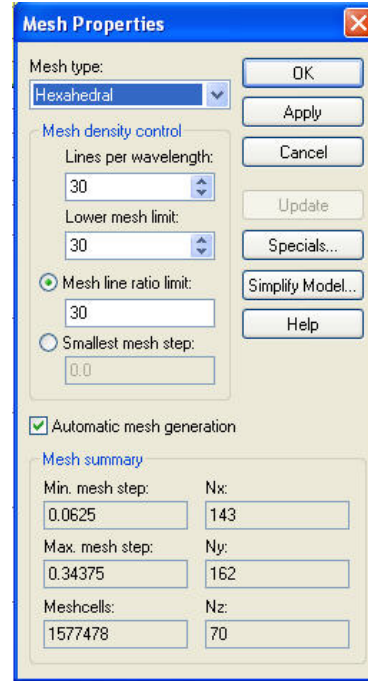 Mesh Properties
Mesh type:
Hexahedral
OK
Apply
Cancel
Update
Specials...
Simplify Model...
Help
Mesh density control
Lines per wavelength:
30
Lower mesh limit:
30
Mesh line ratio limit:
30
Smallest mesh step:
0.0
Automatic mesh generation
Mesh summary
Min. mesh step: Nx:
0.0625 143
Max. mesh step: Ny:
0.34375 162
Meshcells: Nz:
1577478 70